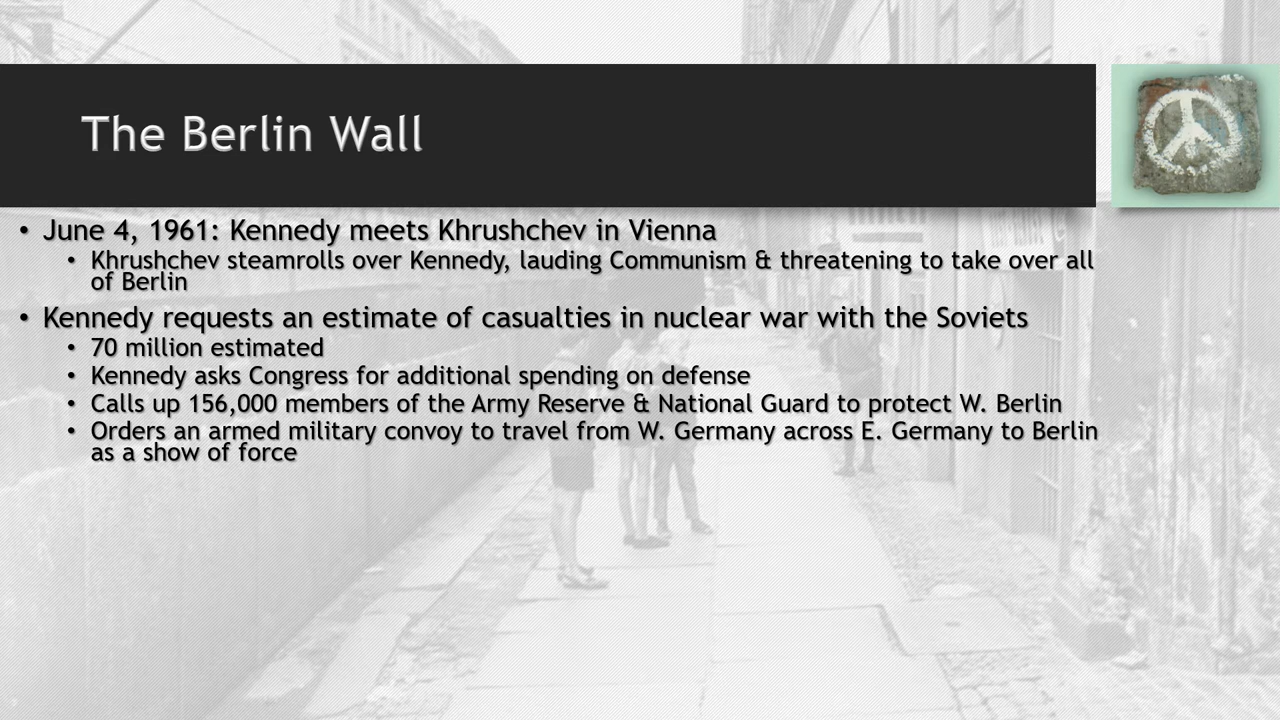 The Berlin Wall
• June 4, 1961: Kennedy meets Khrushchev in Vienna
• Khrushchev steamrolls over Kennedy, lauding Communism & threatening to take over all
of Berlin
• Kennedy requests an estimate of casualties in nuclear war with the Soviets
• 70 million estimated
• Kennedy asks Congress for additional spending on defense
• Calls up 156,000 members of the Army Reserve & National Guard to protect W. Berlin
• Orders an armed military convoy to travel from W. Germany across E. Germany to Berlin
as a show of force